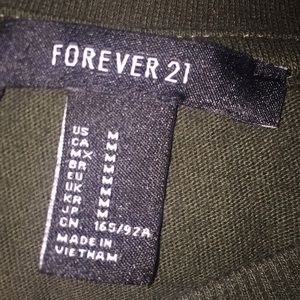 FOREVER 21
US M
CA M
MX M
BR M
EU M
UK M
KR M
JP M
CN 165/92A
MADE IN
VIETNAM